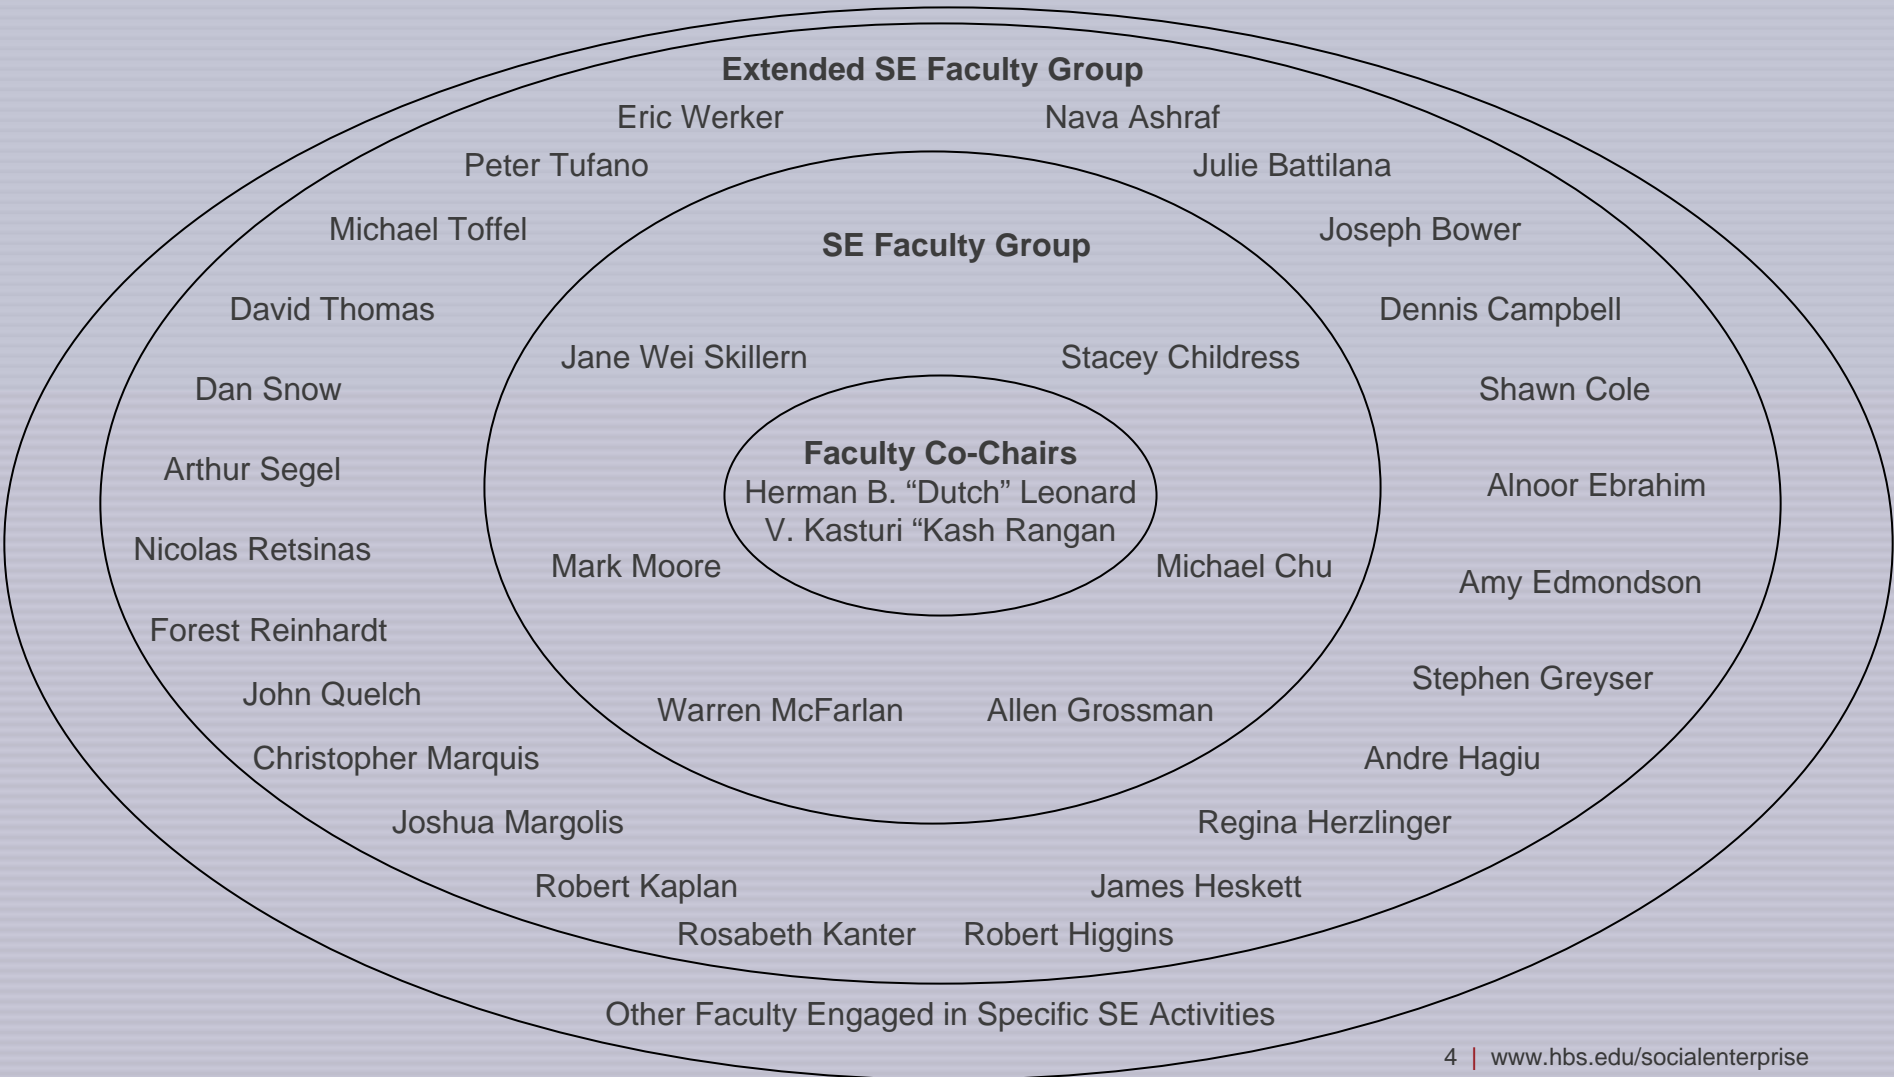 Extended SE Faculty Group
Eric Werker
Nava Ashraf
Peter Tufano
Julie Battilana
Michael Toffel
Joseph Bower
SE Faculty Group
David Thomas
Dennis Campbell
Jane Wei Skillern
Stacey Childress
Dan Snow
Shawn Cole
Faculty Co-Chairs
Herman B. “Dutch” Leonard
V. Kasturi “Kash Rangan
Arthur Segel
Alnoor Ebrahim
Nicolas Retsinas
Mark Moore
Michael Chu
Amy Edmondson
Forest Reinhardt
Stephen Greyser
John Quelch
Warren McFarlan
Allen Grossman
Christopher Marquis
Andre Hagiu
Joshua Margolis
Regina Herzlinger
Robert Kaplan
James Heskett
Rosabeth Kanter
Robert Higgins
Other Faculty Engaged in Specific SE Activities
4 | www.hbs.edu/socialenterprise